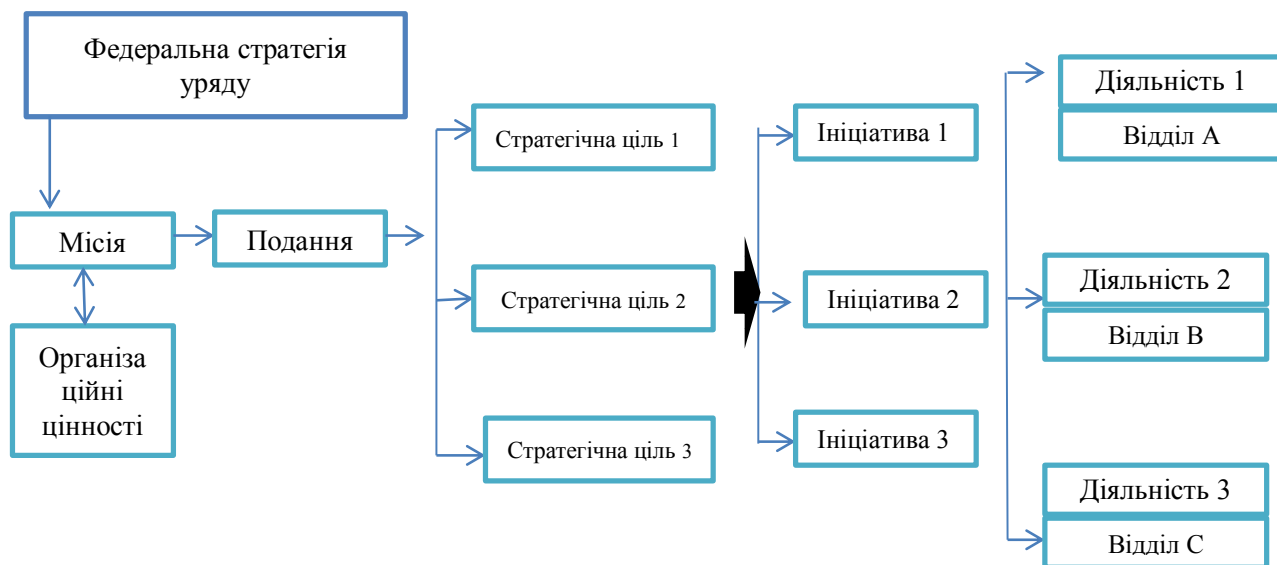 Федеральна стратегія
уряду
Місія
Організа
ційні
цінності
Подання
Стратегічна ціль 1
Стратегічна ціль 2
Стратегічна ціль 3
Ініціатива 1
Ініціатива 2
Ініціатива 3
Діяльність 1
Відділ А
Діяльність 2
Відділ В
Діяльність 3
Відділ С